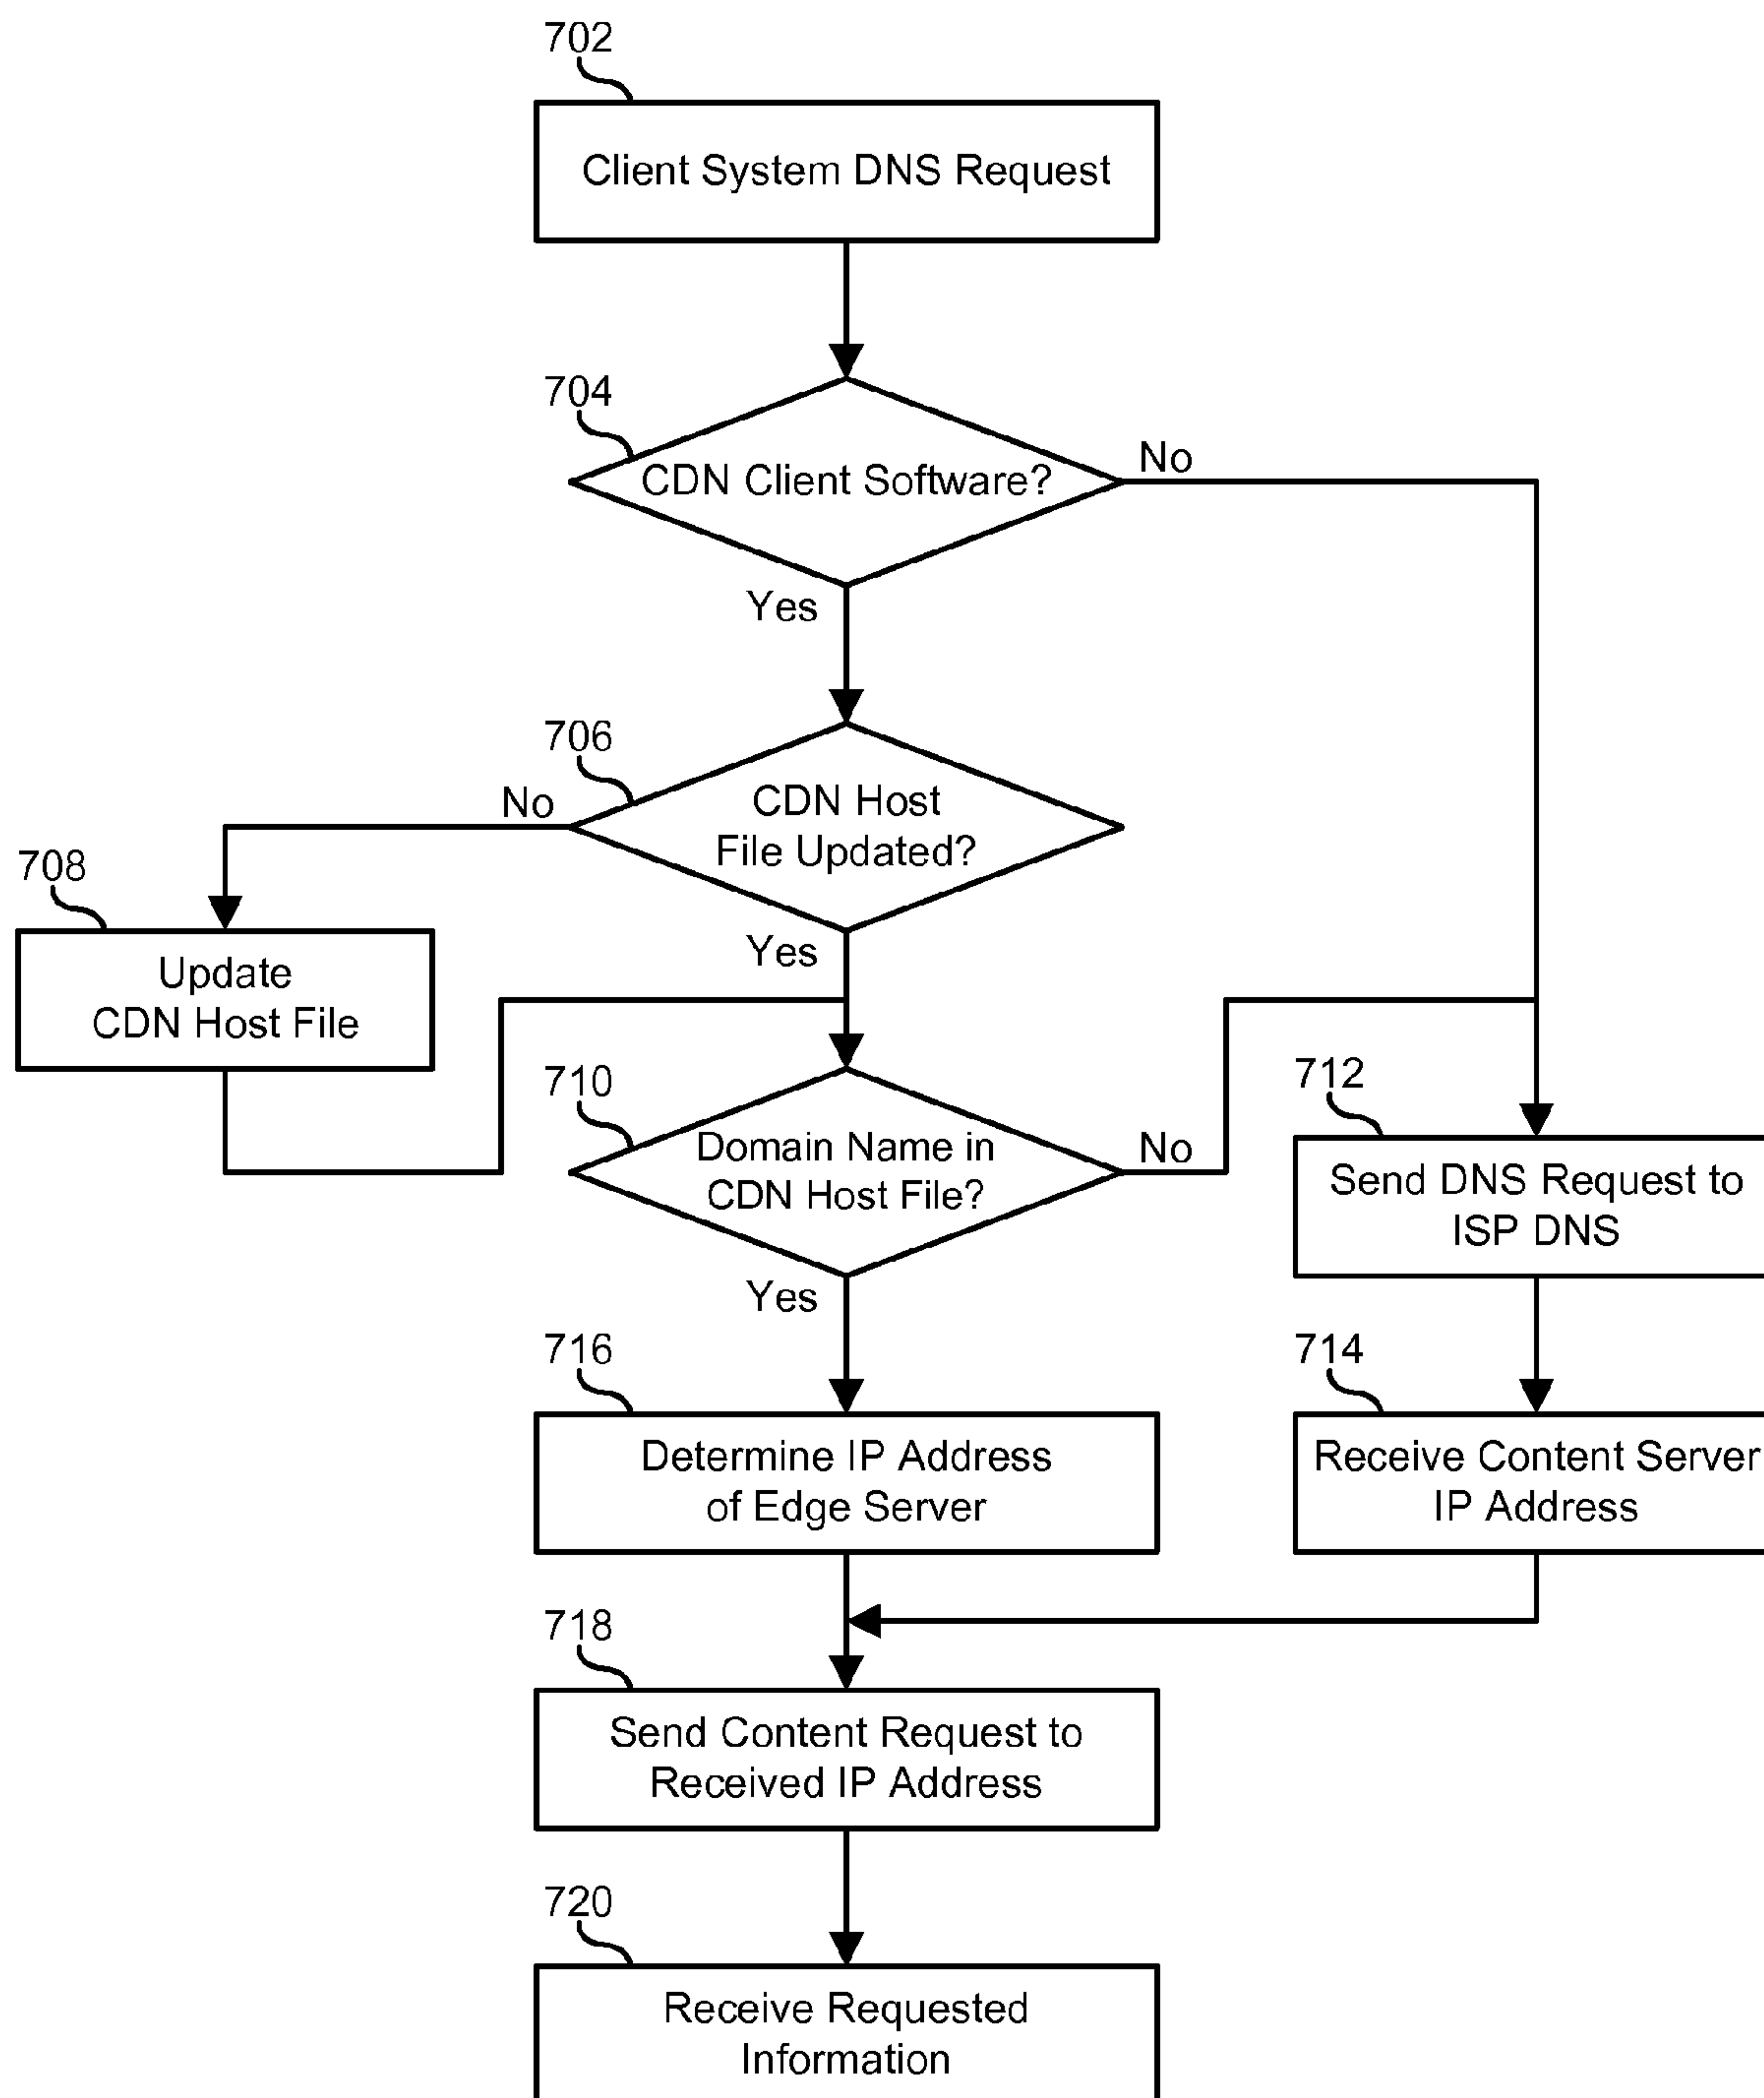 702
Client System DNS Request
704
CDN Client Software?
No
Yes
706
CDN Host
File Updated?
No
Yes
708
Update
CDN Host File
710
Domain Name in
CDN Host File?
No
Yes
712
Send DNS Request to
ISP DNS
714
Receive Content Server
IP Address
716
Determine IP Address
of Edge Server
718
Send Content Request to
Received IP Address
720
Receive Requested
Information